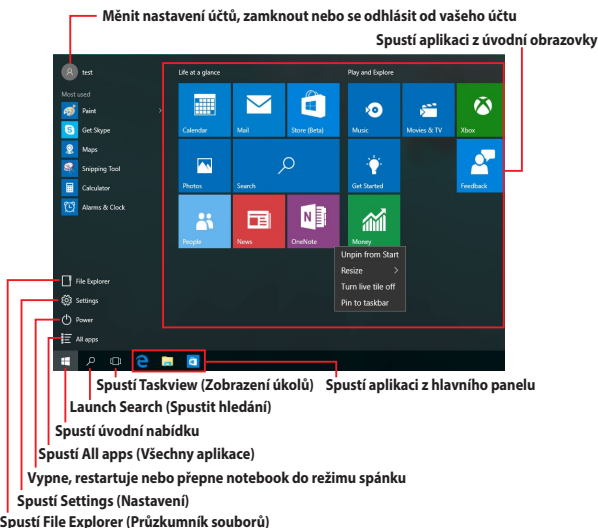 Měnit nastavení účtů, zamknout nebo se odhlásit od vašeho účtu
Spustí aplikaci z úvodní obrazovky
test
Life at a glance
Play and Explore
Most used
Paint
Get Skype
Maps
Snipping Tool
Calculator
Alarms & Clock
Calendar
Mail
Store (Beta)
Music
Movies & TV
Xbox
Photos
Search
Get Started
Feedback
People
News
OneNote
Money
Unpin from Start
Resize
Turn live tile off
Pin to taskbar
File Explorer
Settings
Power
All apps
Spustí Taskview (Zobrazení úkolů)
Spustí aplikaci z hlavního panelu
Launch Search (Spustit hledání)
Spustí úvodní nabídku
Spustí All apps (Všechny aplikace)
Vypne, restartuje nebo přepne notebook do režimu spánku
Spustí Settings (Nastavení)
Spustí File Explorer (Průzkumník souborů)